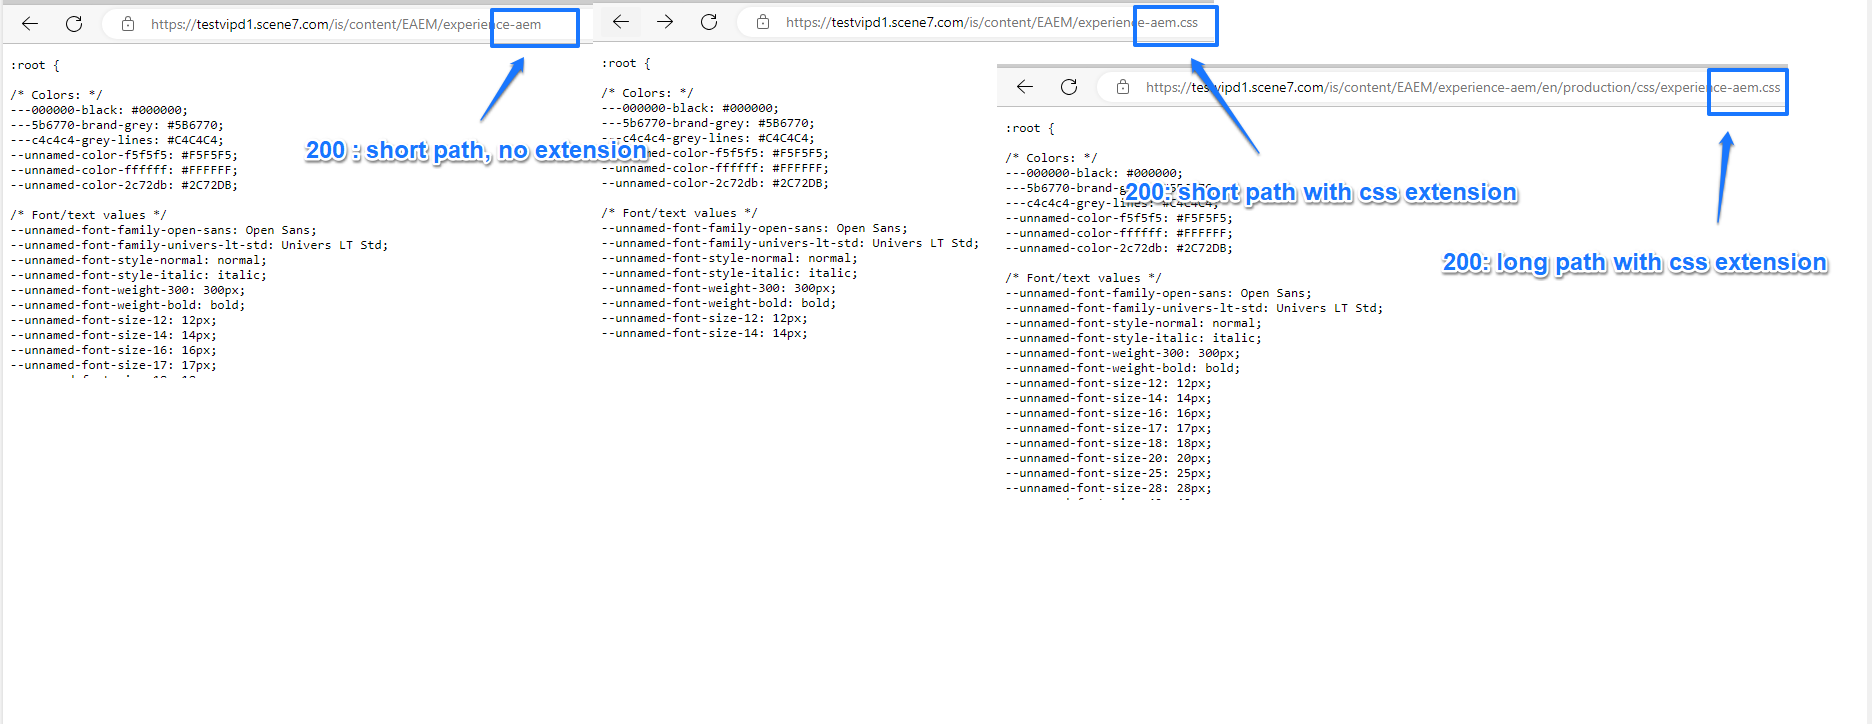 https://testvipd1.scene7.com/is/content/EAEM/experience-aem
:root {
/* Colors: */
---000000-black: #000000;
---5b6770-brand-grey: #5B6770;
---c4c4c4-grey-lines: #C4C4C4;
--unnamed-color-f5f5f5: #F5F5F5;
--unnamed-color-ffffff: #FFFFFF;
--unnamed-color-2c72db: #2C72DB;
/* Font/text values */
--unnamed-font-family-open-sans: Open Sans;
--unnamed-font-family-univers-lt-std: Univers LT Std;
--unnamed-font-style-normal: normal;
--unnamed-font-style-italic: italic;
--unnamed-font-weight-300: 300px;
--unnamed-font-weight-bold: bold;
--unnamed-font-size-12: 12px;
--unnamed-font-size-14: 14px;
--unnamed-font-size-16: 16px;
--unnamed-font-size-17: 17px;
200 : short path, no extension
https://testvipd1.scene7.com/is/content/EAEM/experience-aem.css
:root {
/* Colors: */
---000000-black: #000000;
---5b6770-brand-grey: #5B6770;
---c4c4c4-grey-lines: #C4C4C4;
--unnamed-color-f5f5f5: #F5F5F5;
--unnamed-color-ffffff: #FFFFFF;
--unnamed-color-2c72db: #2C72DB;
/* Font/text values */
--unnamed-font-family-open-sans: Open Sans;
--unnamed-font-family-univers-lt-std: Univers LT Std;
--unnamed-font-style-normal: normal;
--unnamed-font-style-italic: italic;
--unnamed-font-weight-300: 300px;
--unnamed-font-weight-bold: bold;
--unnamed-font-size-12: 12px;
--unnamed-font-size-14: 14px;
200: short path with css extension
https://testvipd1.scene7.com/is/content/EAEM/experience-aem/en/production/css/experience-aem.css
:root {
/* Colors: */
---000000-black: #000000;
---5b6770-brand-grey: #5B6770;
---c4c4c4-grey-lines: #C4C4C4;
--unnamed-color-f5f5f5: #F5F5F5;
--unnamed-color-ffffff: #FFFFFF;
--unnamed-color-2c72db: #2C72DB;
/* Font/text values */
--unnamed-font-family-open-sans: Open Sans;
--unnamed-font-family-univers-lt-std: Univers LT Std;
--unnamed-font-style-normal: normal;
--unnamed-font-style-italic: italic;
--unnamed-font-weight-300: 300px;
--unnamed-font-weight-bold: bold;
--unnamed-font-size-12: 12px;
--unnamed-font-size-14: 14px;
--unnamed-font-size-16: 16px;
--unnamed-font-size-17: 17px;
--unnamed-font-size-18: 18px;
--unnamed-font-size-20: 20px;
--unnamed-font-size-25: 25px;
--unnamed-font-size-28: 28px;
200: long path with css extension